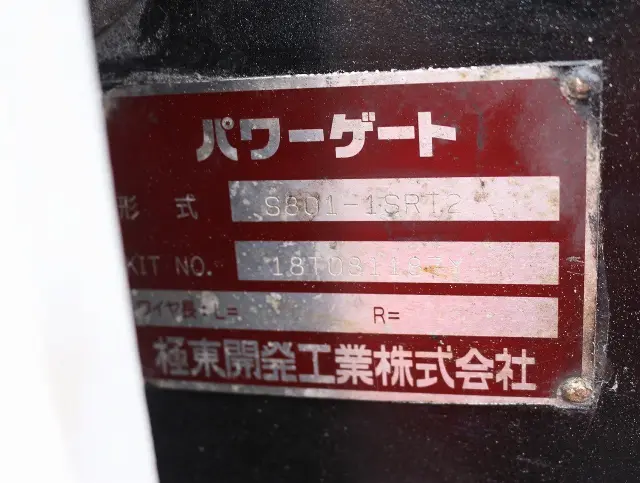 パワーゲート
形式 S801-1SRT2
KIT NO.
ワイヤ長:L= R=
極東開発工業株式会社